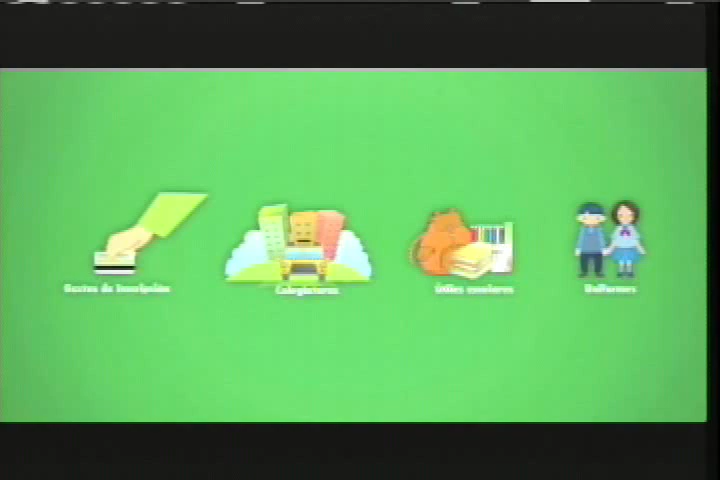 Gastos de Inscripción
Colegiaturas
Útiles escolares
Uniformes